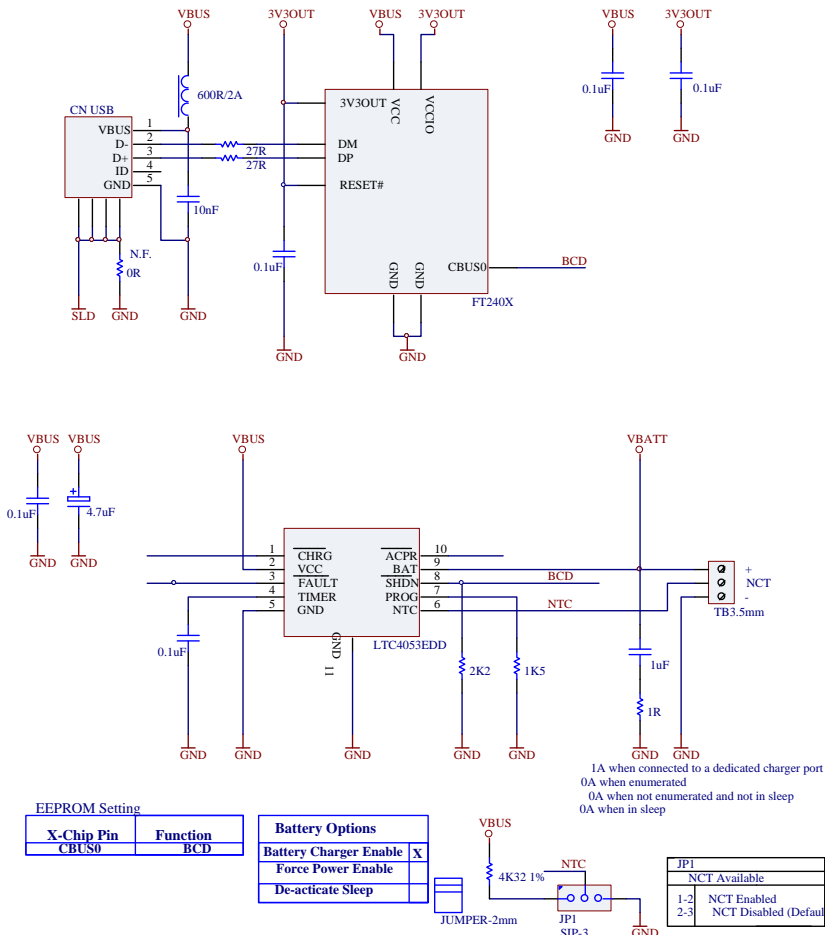 VBUS
3V3OUT
VBUS
3V3OUT
VBUS
3V3OUT
600R/2A
0.1uF
0.1uF
CN USB
3V3OUT
VCC
VCCIO
VBUS
1
D-
2
D+
3
ID
4
GND
5
27R
27R
DM
DP
RESET#
GND
GND
10nF
N.F.
0R
0.1uF
GND
GND
CBUS0
BCD
FT240X
SLD
GND
GND
GND
GND
VBUS
VBUS
VBUS
VBATT
0.1uF
4.7uF
GND
GND
1
CHRG
2
VCC
3
FAULT
4
TIMER
5
GND
ACPR
10
BAT
9
SHDN
8
PROG
7
NTC
6
BCD
NTC
+
NCT
-
TB3.5mm
GND
11
LTC4053EDD
0.1uF
2K2
1K5
1uF
1R
GND
GND
GND
GND
GND
GND
GND
1A when connected to a dedicated charger port
0A when enumerated
0A when not enumerated and not in sleep
0A when in sleep
EEPROM Setting
X-Chip Pin
Function
CBUS0
BCD
Battery Options
Battery Charger Enable
X
Force Power Enable
De-acticate Sleep
JUMPER-2mm
VBUS
4K32 1%
NTC
JP1
SIP-3
GND
JP1
NCT Available
1-2
NCT Enabled
2-3
NCT Disabled (Defaul